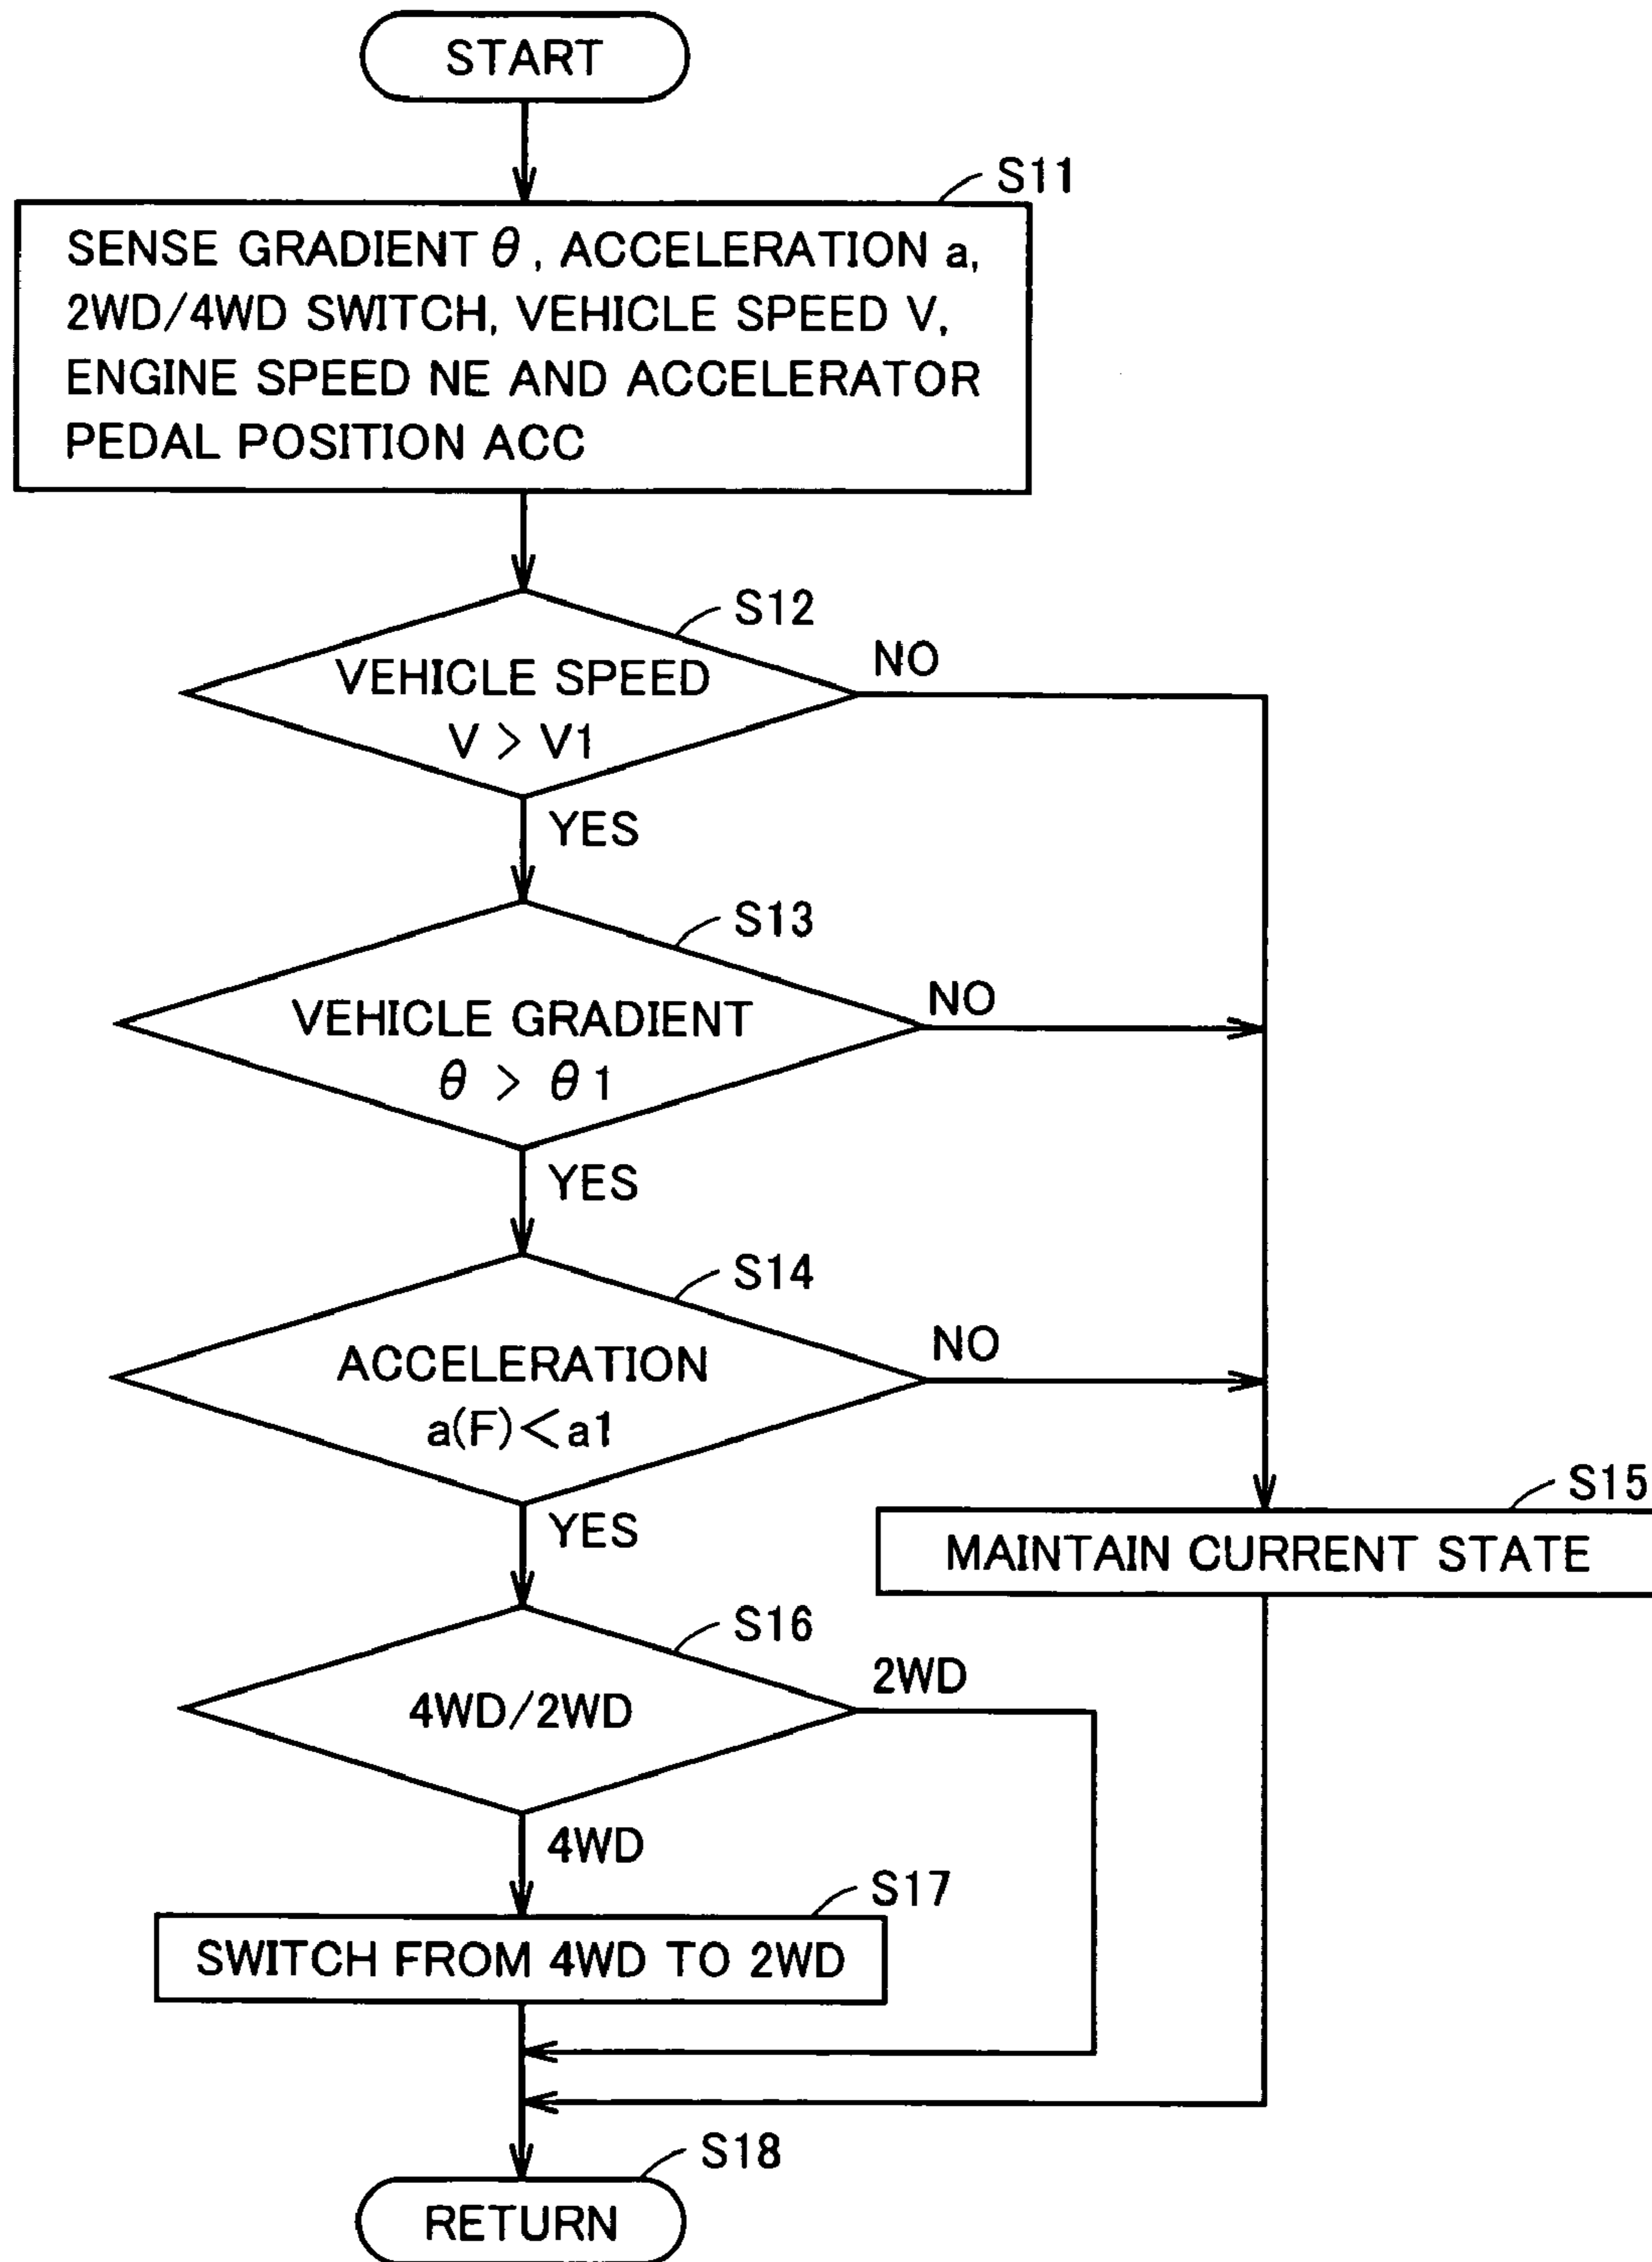 START
S11
SENSE GRADIENT θ, ACCELERATION a,
2WD/4WD SWITCH, VEHICLE SPEED V,
ENGINE SPEED NE AND ACCELERATOR
PEDAL POSITION ACC
S12
VEHICLE SPEED
V > V1
NO
YES
S13
VEHICLE GRADIENT
θ > θ1
NO
YES
S14
ACCELERATION
a(F)<a1
NO
YES
S15
MAINTAIN CURRENT STATE
S16
4WD/2WD
2WD
4WD
S17
SWITCH FROM 4WD TO 2WD
S18
RETURN